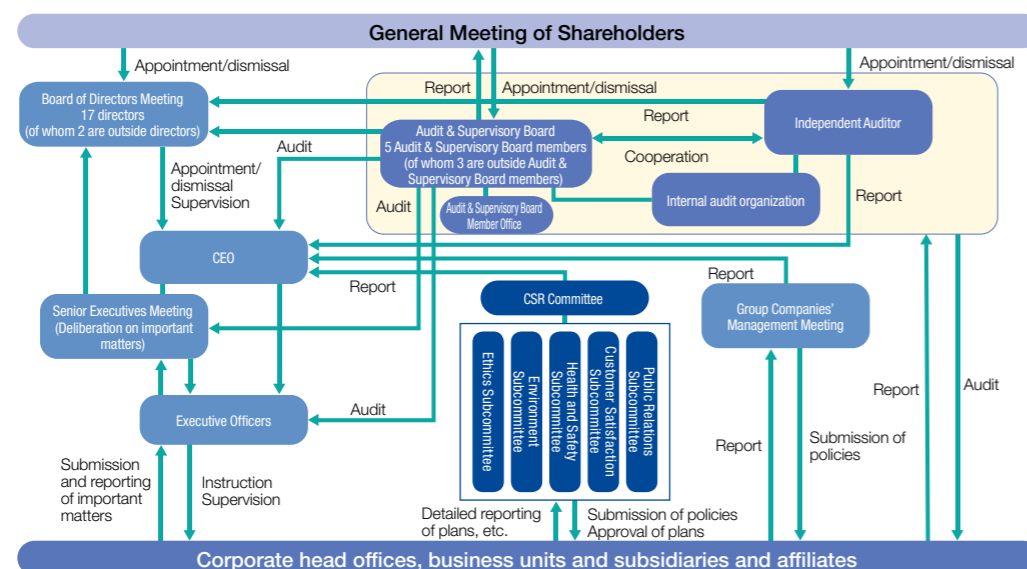 General Meeting of Shareholders
Appointment/dismissal
Report
Appointment/dismissal
Appointment/dismissal
Board of Directors Meeting
17 directors
(of whom 2 are outside directors)
Audit & Supervisory Board
5 Audit & Supervisory Board members
(of whom 3 are outside Audit &
Supervisory Board members)
Report
Cooperation
Independent Auditor
Audit
Appointment/
dismissal
Supervision
Audit
Audit & Supervisory Board
Member Office
Internal audit organization
Report
CEO
Report
Report
CSR Committee
Senior Executives Meeting
(Deliberation on important
matters)
Group Companies'
Management Meeting
Ethics Subcommittee
Environment
Subcommittee
Health and Safety
Subcommittee
Customer Satisfaction
Subcommittee
Public Relations
Subcommittee
Executive Officers
Audit
Report
Audit
Report
Submission of
policies
Submission
and reporting
of important
matters
Instruction
Supervision
Detailed reporting
of plans, etc.
Submission of policies
Approval of plans
Corporate head offices, business units and subsidiaries and affiliates